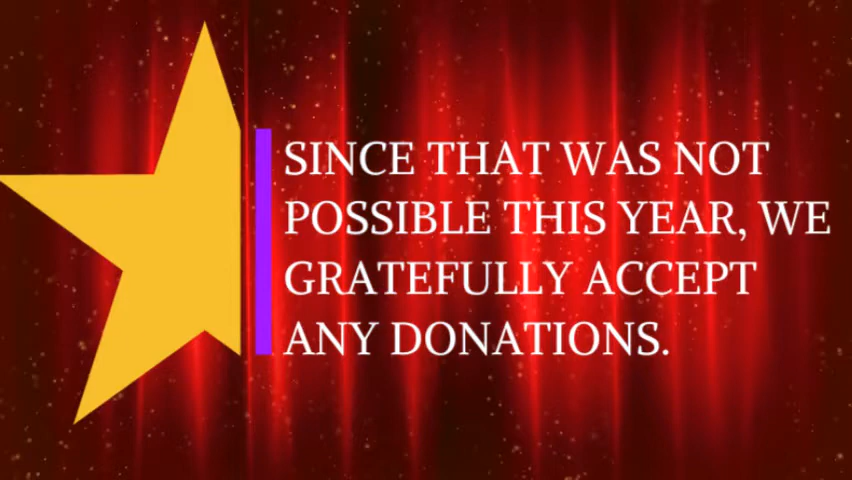 SINCE THAT WAS NOT
POSSIBLE THIS YEAR, WE
GRATEFULLY ACCEPT
ANY DONATIONS.